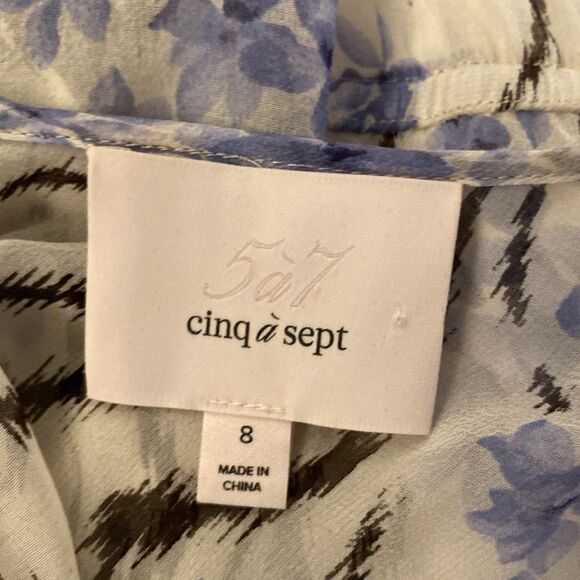 5à7
cinq à sept
8
MADE IN
CHINA